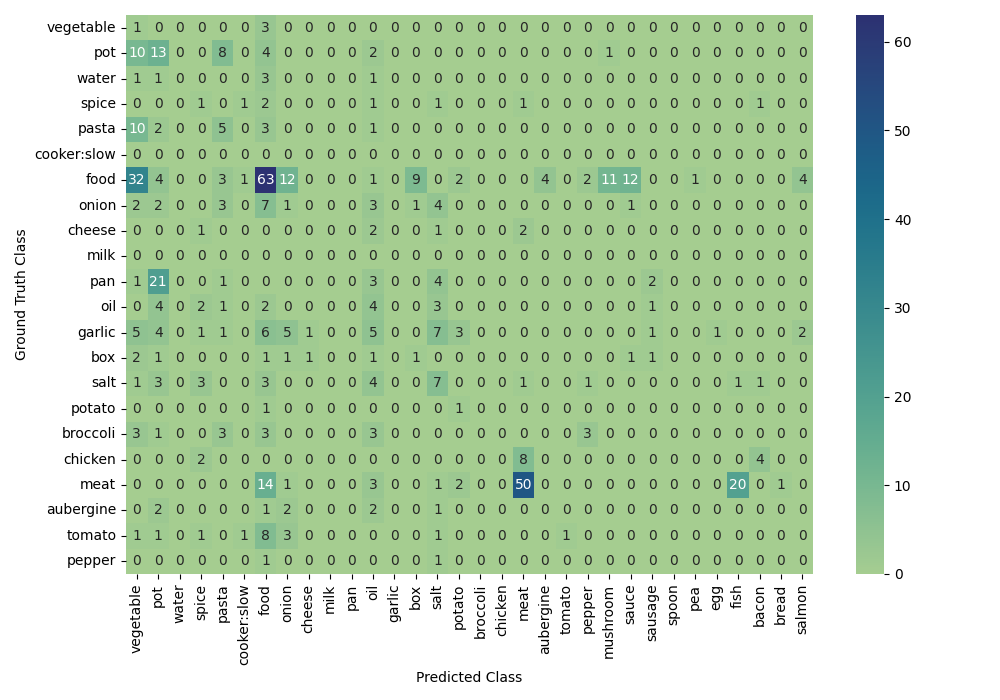 vegetable 1 0 0 0 0 0 3 0 0 0 0 0 0 0 0 0 0 0 0 0 0 0 0 0 0 0 0 0 0 0 0 0
pot 10 13 0 0 8 0 4 0 0 0 0 2 0 0 0 0 0 0 0 0 0 0 1 0 0 0 0 0 0 0 0 0
water 1 1 0 0 0 0 3 0 0 0 0 1 0 0 0 0 0 0 0 0 0 0 0 0 0 0 0 0 0 0 0 0
spice 0 0 0 1 0 1 2 0 0 0 0 1 0 0 1 0 0 0 1 0 0 0 0 0 0 0 0 0 0 1 0 0
pasta 10 2 0 0 5 0 3 0 0 0 0 1 0 0 0 0 0 0 0 0 0 0 0 0 0 0 0 0 0 0 0 0
cooker:slow 0 0 0 0 0 0 0 0 0 0 0 0 0 0 0 0 0 0 0 0 0 0 0 0 0 0 0 0 0 0 0 0
food 32 4 0 0 3 1 63 12 0 0 0 1 0 9 0 2 0 0 0 4 0 2 11 12 0 0 1 0 0 0 0 4
onion 2 2 0 0 3 0 7 1 0 0 0 3 0 1 4 0 0 0 0 0 0 0 0 1 0 0 0 0 0 0 0 0
cheese 0 0 0 1 0 0 0 0 0 0 0 2 0 0 1 0 0 0 2 0 0 0 0 0 0 0 0 0 0 0 0 0
milk 0 0 0 0 0 0 0 0 0 0 0 0 0 0 0 0 0 0 0 0 0 0 0 0 0 0 0 0 0 0 0 0
pan 1 21 0 0 1 0 0 0 0 0 0 3 0 0 4 0 0 0 0 0 0 0 0 0 2 0 0 0 0 0 0 0
oil 0 4 0 2 1 0 2 0 0 0 0 4 0 0 3 0 0 0 0 0 0 0 0 0 1 0 0 0 0 0 0 0
garlic 5 4 0 1 1 0 6 5 1 0 0 5 0 0 7 3 0 0 0 0 0 0 0 0 1 0 0 1 0 0 0 2
box 2 1 0 0 0 0 1 1 1 0 0 1 0 1 0 0 0 0 0 0 0 0 0 1 1 0 0 0 0 0 0 0
salt 1 3 0 3 0 0 3 0 0 0 0 4 0 0 7 0 0 0 1 0 0 1 0 0 0 0 0 0 1 1 0 0
potato 0 0 0 0 0 0 1 0 0 0 0 0 0 0 0 1 0 0 0 0 0 0 0 0 0 0 0 0 0 0 0 0
broccoli 3 1 0 0 3 0 3 0 0 0 0 3 0 0 0 0 0 0 0 0 0 3 0 0 0 0 0 0 0 0 0 0
chicken 0 0 0 2 0 0 0 0 0 0 0 0 0 0 0 0 0 0 8 0 0 0 0 0 0 0 0 0 0 4 0 0
meat 0 0 0 0 0 0 14 1 0 0 0 3 0 0 1 2 0 0 50 0 0 0 0 0 0 0 0 0 20 0 1 0
aubergine 0 2 0 0 0 0 1 2 0 0 0 2 0 0 1 0 0 0 0 0 0 0 0 0 0 0 0 0 0 0 0 0
tomato 1 1 0 1 0 1 8 3 0 0 0 0 0 0 1 0 0 0 0 0 1 0 0 0 0 0 0 0 0 0 0 0
pepper 0 0 0 0 0 0 1 0 0 0 0 0 0 0 1 0 0 0 0 0 0 0 0 0 0 0 0 0 0 0 0 0
vegetable pot water spice pasta cooker:slow food onion cheese milk pan oil garlic box salt potato broccoli chicken meat aubergine tomato pepper mushroom sauce sausage spoon pea egg fish bacon bread salmon
Predicted Class
Ground Truth Class
60
50
40
30
20
10
0